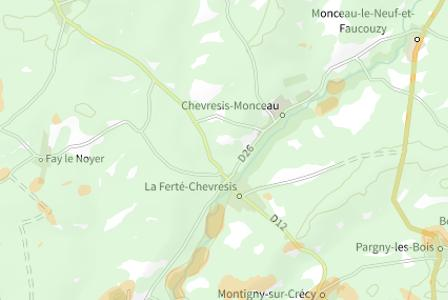 Monceau-le-Neuf-et-
Faucouzy
Chevresis-Monceau
D26
Fay le Noyer
La Ferté-Chevresis
D12
Pargny-les-Bois
Montigny-sur-Crécy